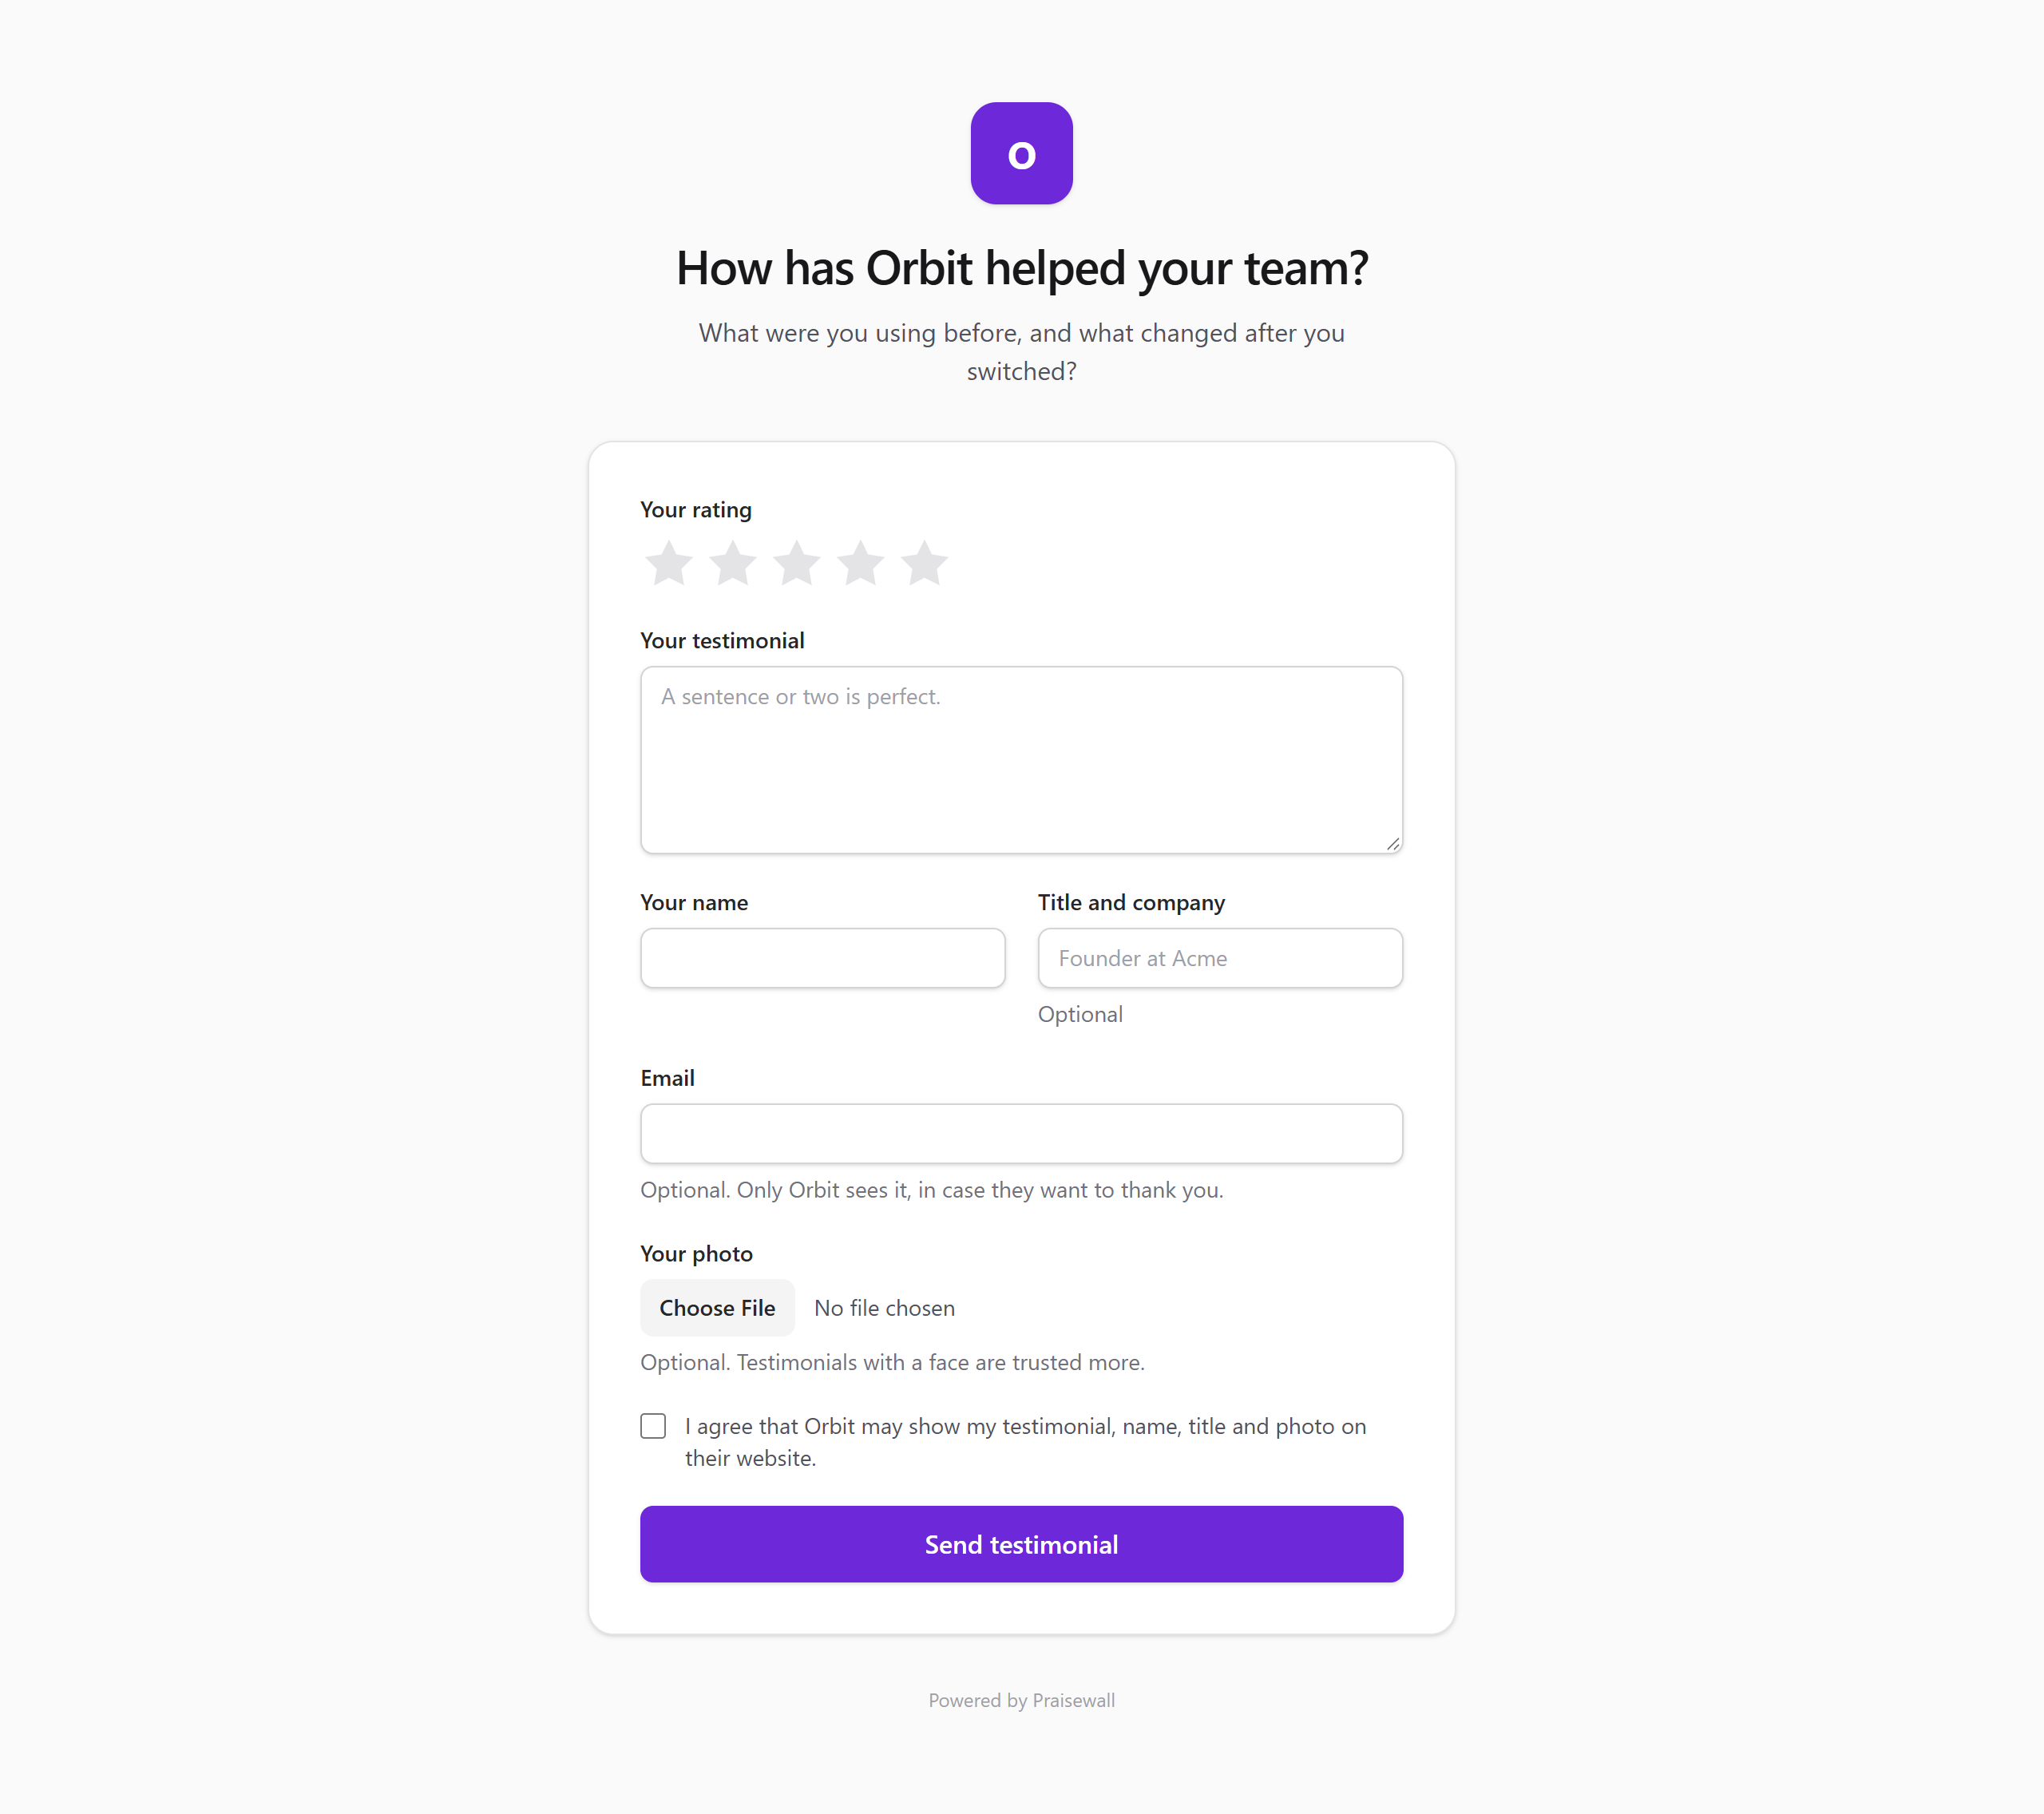 O
How has Orbit helped your team?
What were you using before, and what changed after you
switched?
Your rating
Your testimonial
A sentence or two is perfect.
Your name
Title and company
Founder at Acme
Optional
Email
Optional. Only Orbit sees it, in case they want to thank you.
Your photo
Choose File No file chosen
Optional. Testimonials with a face are trusted more.
I agree that Orbit may show my testimonial, name, title and photo on
their website.
Send testimonial
Powered by Praisewall